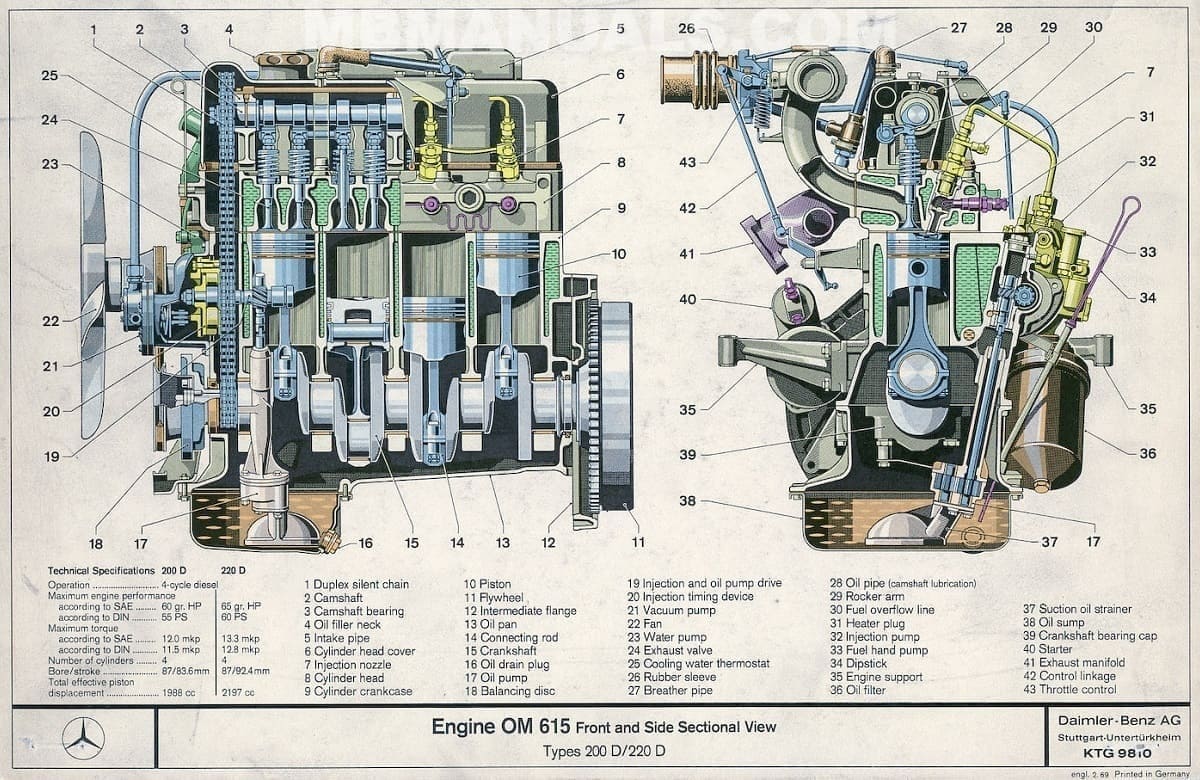 MBMANUALS.COM
1 2 3 4 5
25 6
24 7
23 8
9
10
22
21
20
19
18 17 16 15 14 13 12 11
26 27 28 29 30
7
31
43 32
42
41 33
40 34
35 35
39 36
38
37 17
Technical Specifications 200 D 220 D
Operation 4-cycle diesel
Maximum engine performance
according to SAE 60 gr. HP 65 gr. HP
according to DIN 55 PS 60 PS
Maximum torque
according to SAE 12.0 mkp 13.3 mkp
according to DIN 11.5 mkp 12.8 mkp
Number of cylinders 4 4
Bore/stroke 87/83.6mm 87/92.4mm
Total effective piston
displacement 1988 cc 2197 cc
1 Duplex silent chain
2 Camshaft
3 Camshaft bearing
4 Oil filler neck
5 Intake pipe
6 Cylinder head cover
7 Injection nozzle
8 Cylinder head
9 Cylinder crankcase
10 Piston
11 Flywheel
12 Intermediate flange
13 Oil pan
14 Connecting rod
15 Crankshaft
16 Oil drain plug
17 Oil pump
18 Balancing disc
19 Injection and oil pump drive
20 Injection timing device
21 Vacuum pump
22 Fan
23 Water pump
24 Exhaust valve
25 Cooling water thermostat
26 Rubber sleeve
27 Breather pipe
28 Oil pipe (camshaft lubrication)
29 Rocker arm
30 Fuel overflow line
31 Heater plug
32 Injection pump
33 Fuel hand pump
34 Dipstick
35 Engine support
36 Oil filter
37 Suction oil strainer
38 Oil sump
39 Crankshaft bearing cap
40 Starter
41 Exhaust manifold
42 Control linkage
43 Throttle control
Engine OM 615 Front and Side Sectional View
Types 200 D/220 D
Daimler-Benz AG
Stuttgart-Untertürkheim
KTG 9810
engl. 2.69 Printed in Germany